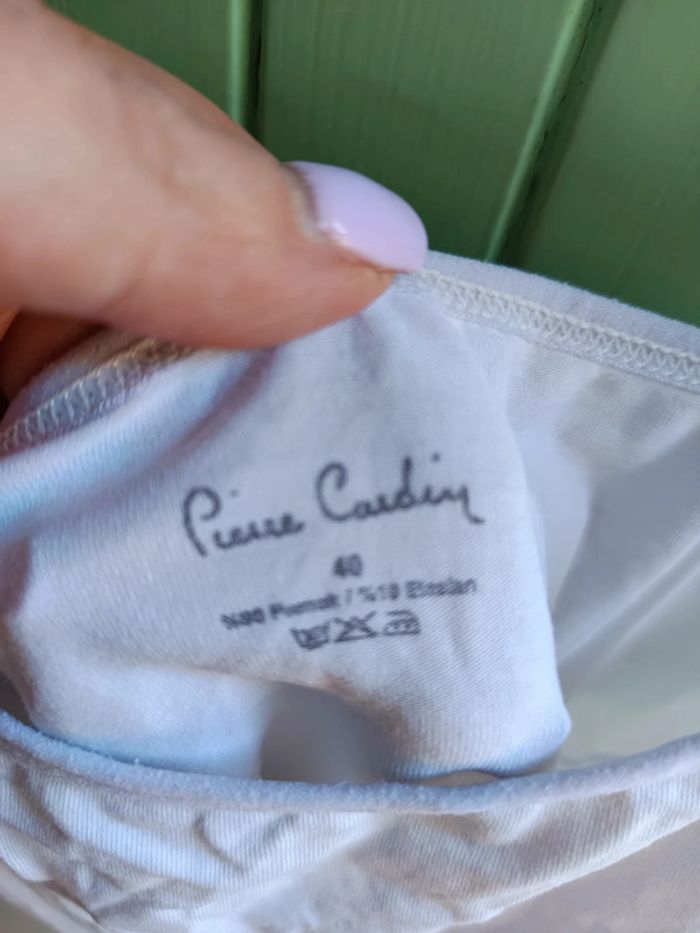 Pierre Cardin
40
%90 Pamuk / %10 Elastan